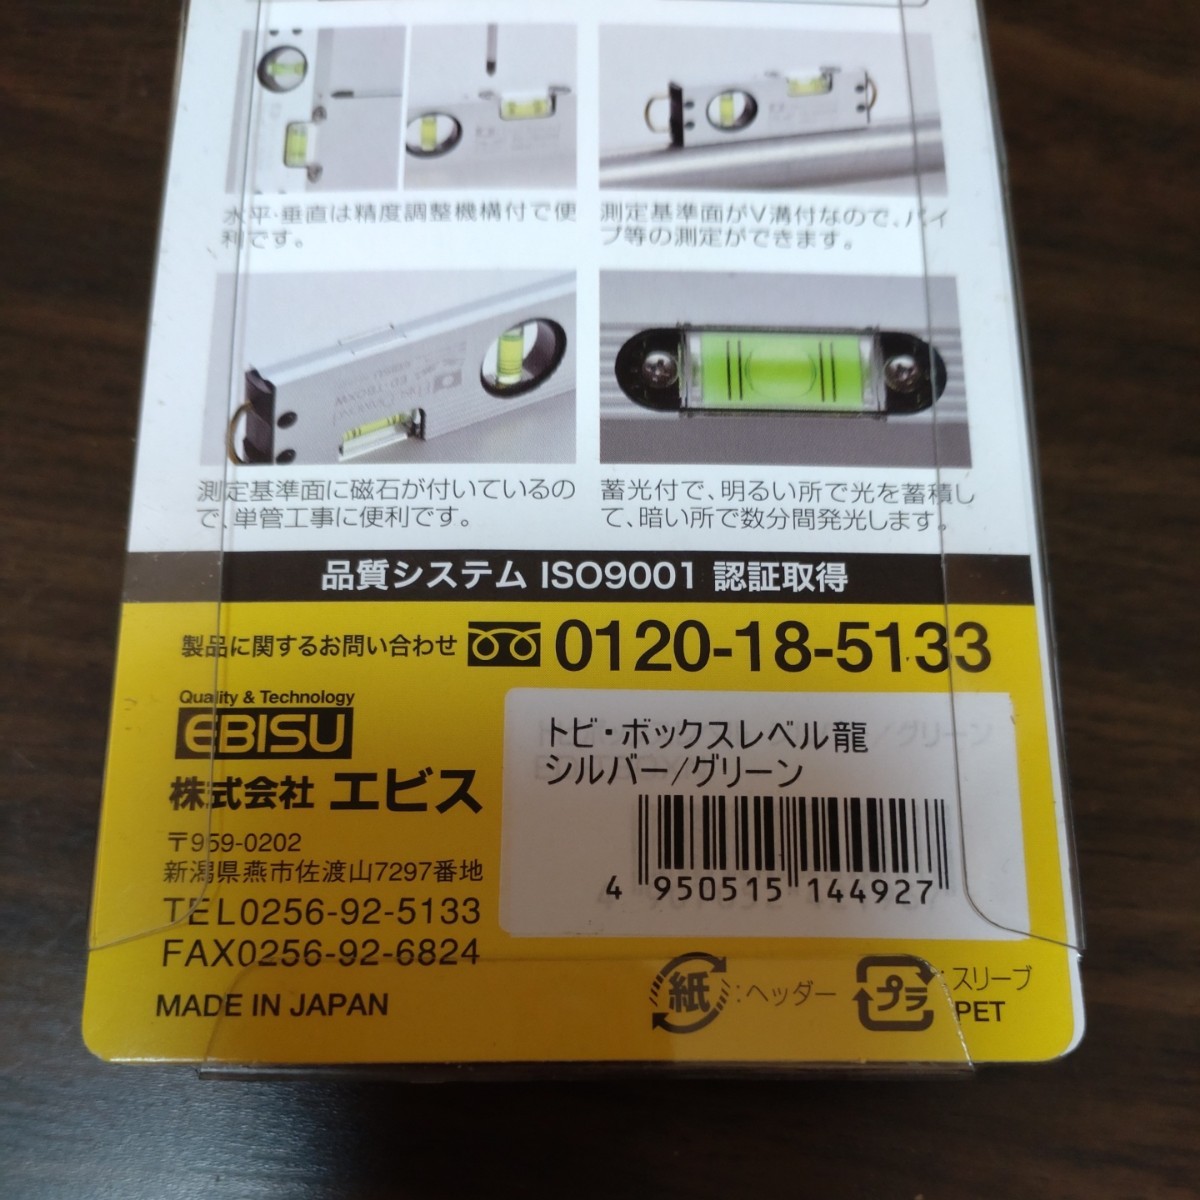 水平・垂直は精度調整機構付で便
利です。
測定基準面がV溝付なので、パイ
プ等の測定ができます。
測定基準面に磁石が付いているの
で、単管工事に便利です。
蓄光付で、明るい所で光を蓄積し
て、暗い所で数分間発光します。
品質システム ISO9001 認証取得
製品に関するお問い合わせ 0120-18-5133
Quality & Technology
EBISU
株式会社 エビス
〒959-0202
新潟県燕市佐渡山7297番地
TEL0256-92-5133
FAX0256-92-6824
MADE IN JAPAN
トビ・ボックスレベル龍
シルバー/グリーン
4 950515 144927
紙:ヘッダー
プラ:スリーブ
PET